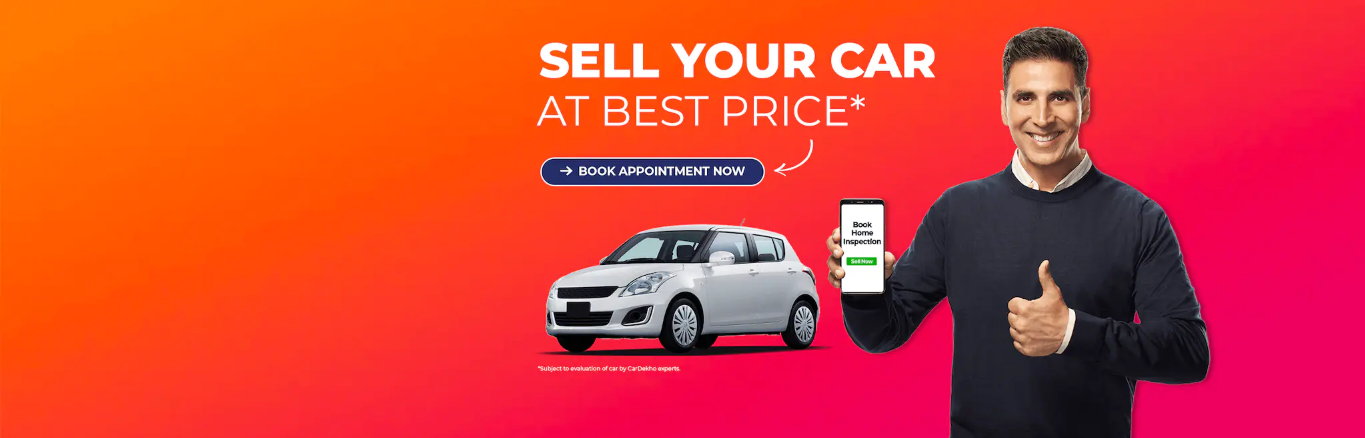 SELL YOUR CAR
AT BEST PRICE*
→ BOOK APPOINTMENT NOW
Book
Home
Inspection
Sell Now
*Subject to evaluation of car by CarDekho experts.